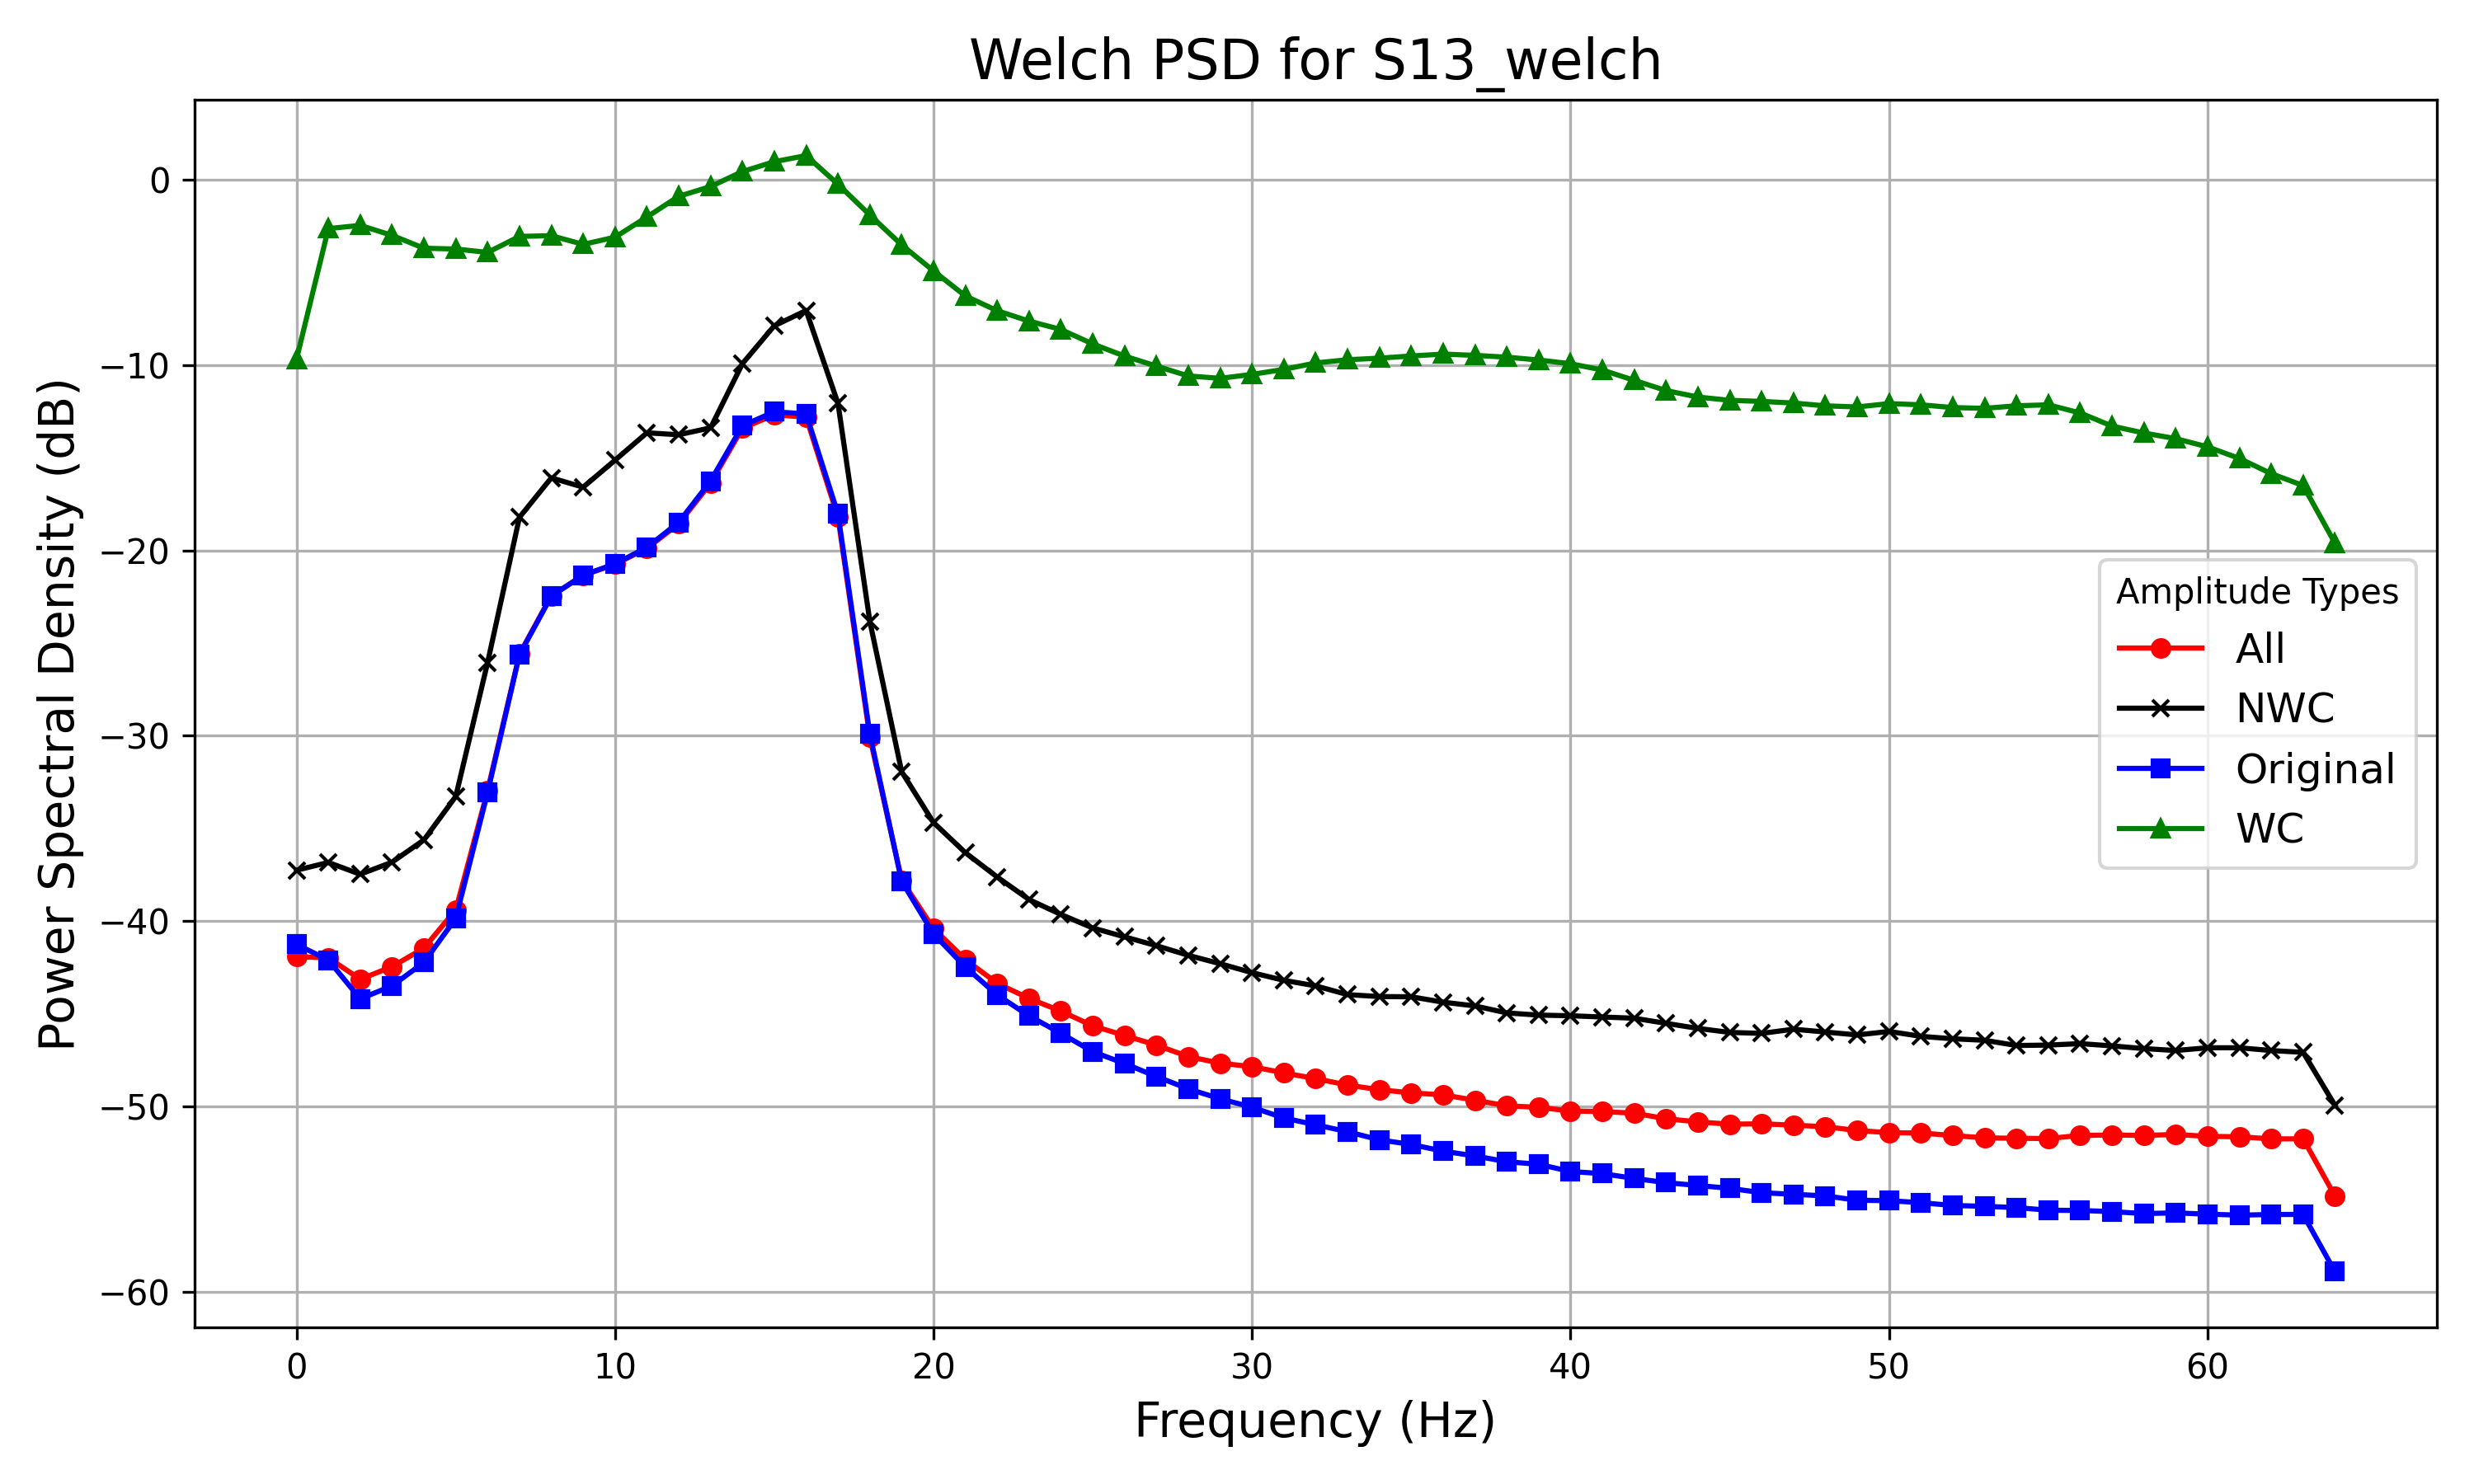 Welch PSD for S13_welch
Power Spectral Density (dB)
0
−10
−20
−30
−40
−50
−60
Amplitude Types
All
NWC
Original
WC
0 10 20 30 40 50 60
Frequency (Hz)